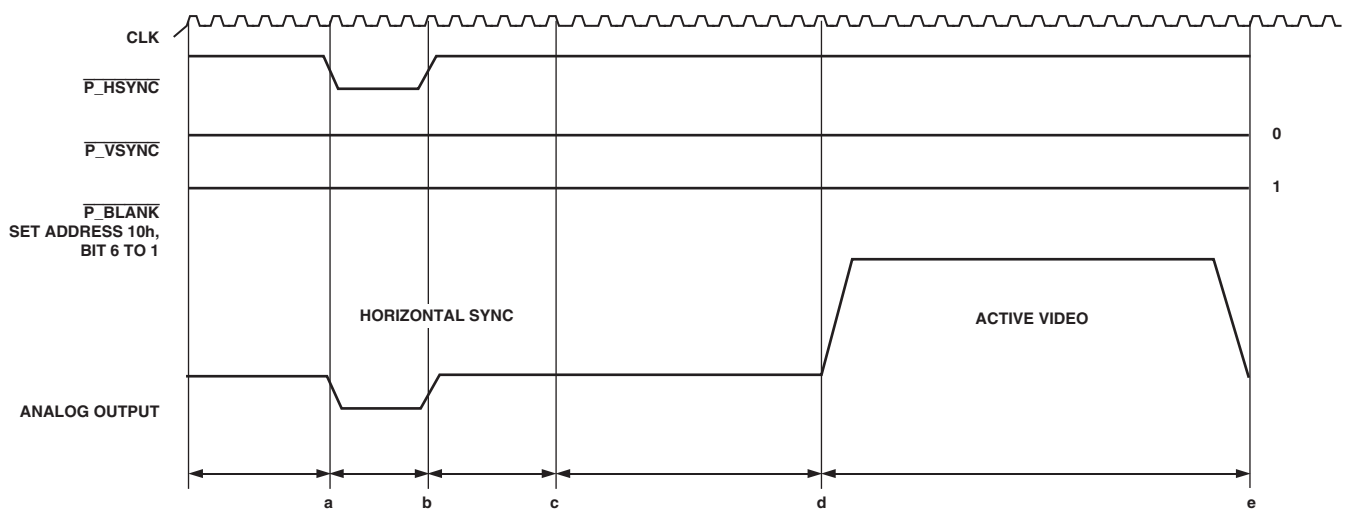 CLK
P_HSYNC
P_VSYNC
0
1
P_BLANK
SET ADDRESS 10h,
BIT 6 TO 1
HORIZONTAL SYNC
ACTIVE VIDEO
ANALOG OUTPUT
a b c d e